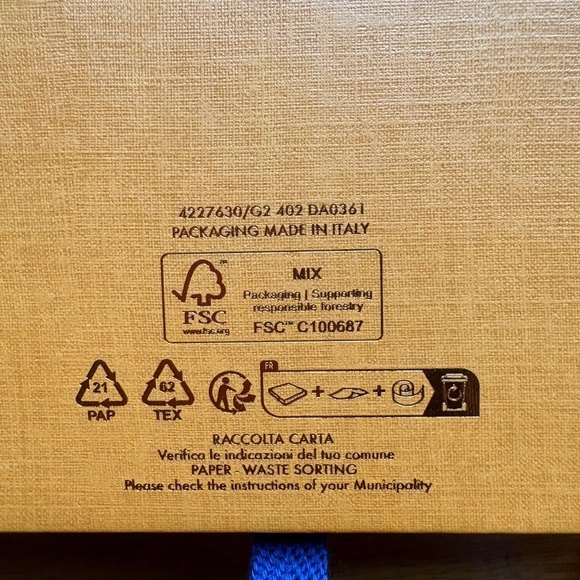 4227630/G2 402 DA0361
PACKAGING MADE IN ITALY
™
FSC
www.fsc.org
MIX
Packaging | Supporting
responsible forestry
FSC™ C100687
21
PAP
62
TEX
FR
RACCOLTA CARTA
Verifica le indicazioni del tuo comune
PAPER - WASTE SORTING
Please check the instructions of your Municipality